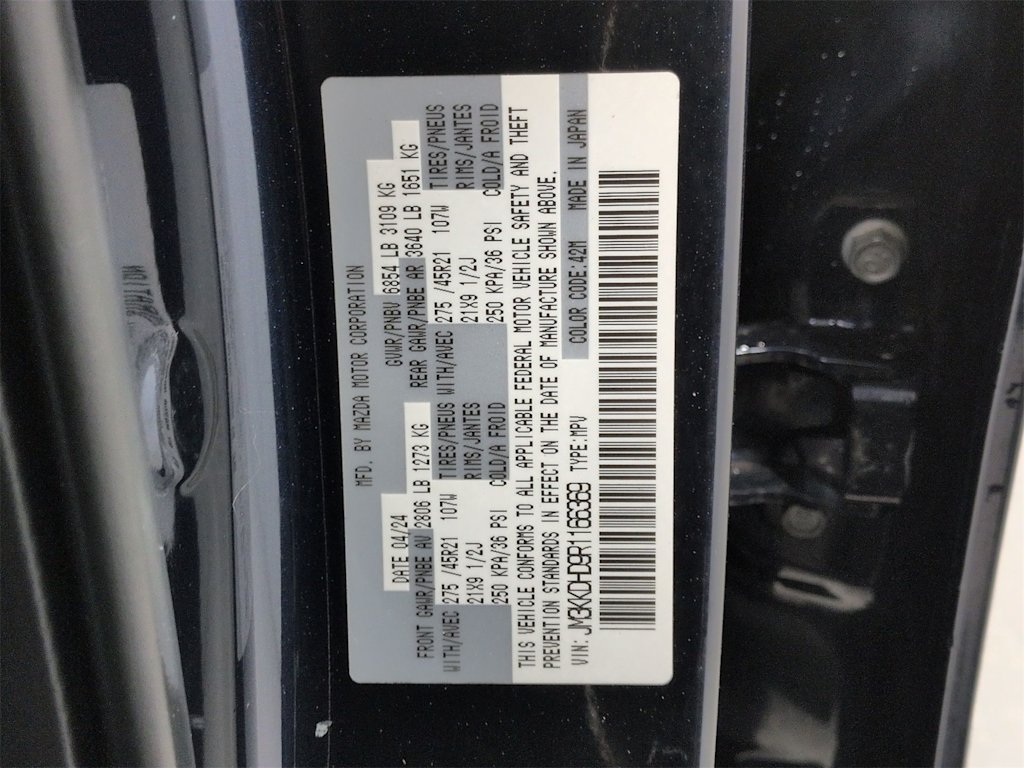 MFD. BY MAZDA MOTOR CORPORATION
DATE 04/24 GVWR/PNBV 6854 LB 3109 KG
FRONT GAWR/PNBE AV 2806 LB 1273 KG REAR GAWR/PNBE AR 3640 LB 1651 KG
WITH/AVEC 275 /45R21 107W TIRES/PNEUS WITH/AVEC 275 /45R21 107W TIRES/PNEUS
21X9 1/2J RIMS/JANTES 21X9 1/2J RIMS/JANTES
250 KPA/36 PSI COLD/A FROID 250 KPA/36 PSI COLD/A FROID
THIS VEHICLE CONFORMS TO ALL APPLICABLE FEDERAL MOTOR VEHICLE SAFETY AND THEFT
PREVENTION STANDARDS IN EFFECT ON THE DATE OF MANUFACTURE SHOWN ABOVE.
VIN: JM3KKDHD9R1166369 TYPE:MPV COLOR CODE:42M MADE IN JAPAN